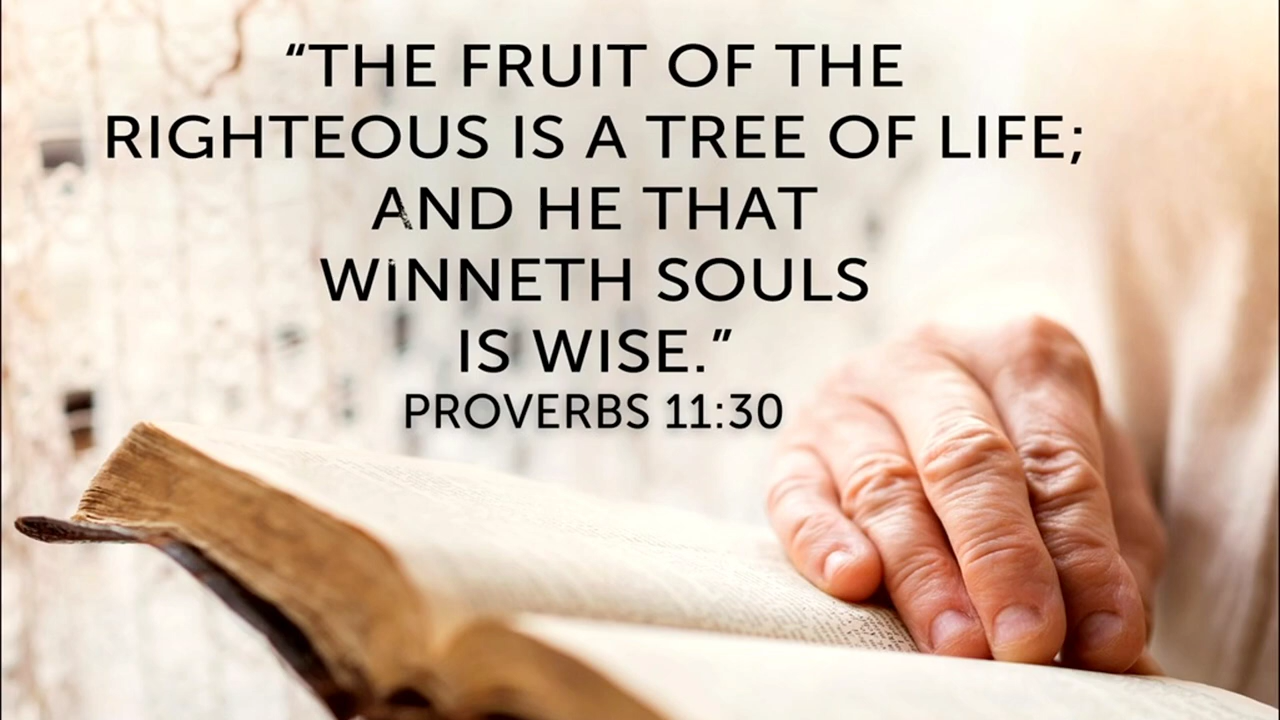 “THE FRUIT OF THE
RIGHTEOUS IS A TREE OF LIFE;
AND HE THAT
WINNETH SOULS
IS WISE.”
PROVERBS 11:30